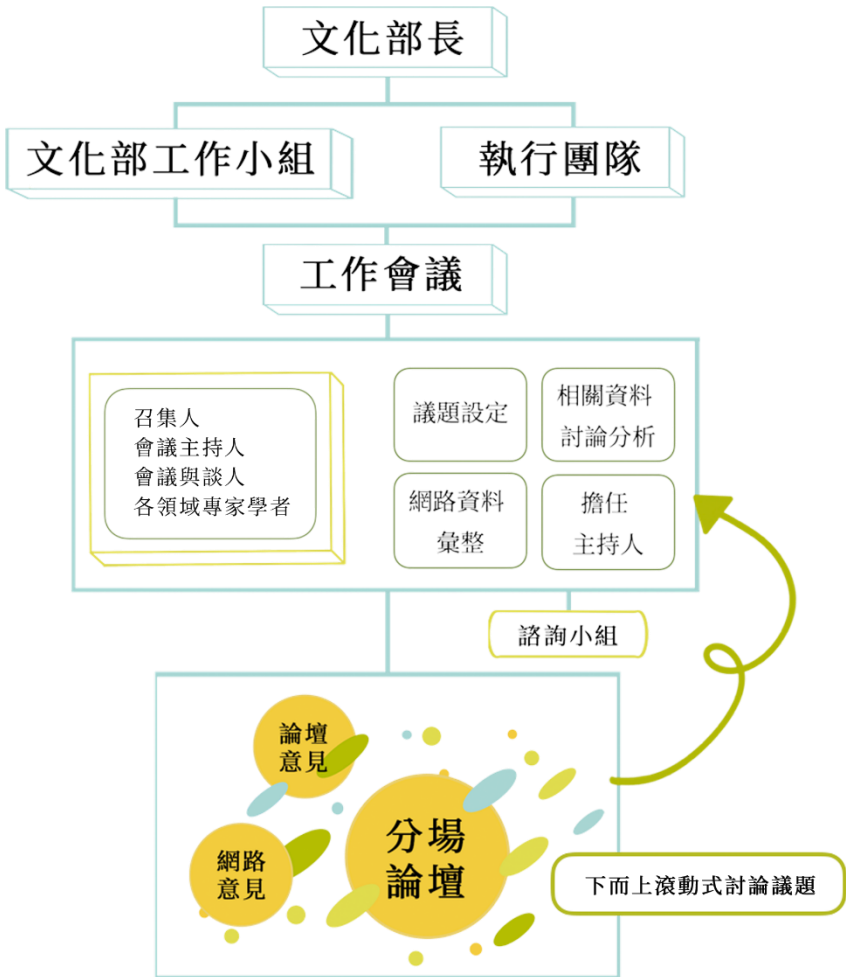 文化部長
文化部工作小組
執行團隊
工作會議
召集人
會議主持人
會議與談人
各領域專家學者
議題設定
相關資料
討論分析
網路資料
彙整
擔任
主持人
諮詢小組
論壇
意見
網路
意見
分場
論壇
下而上滾動式討論議題